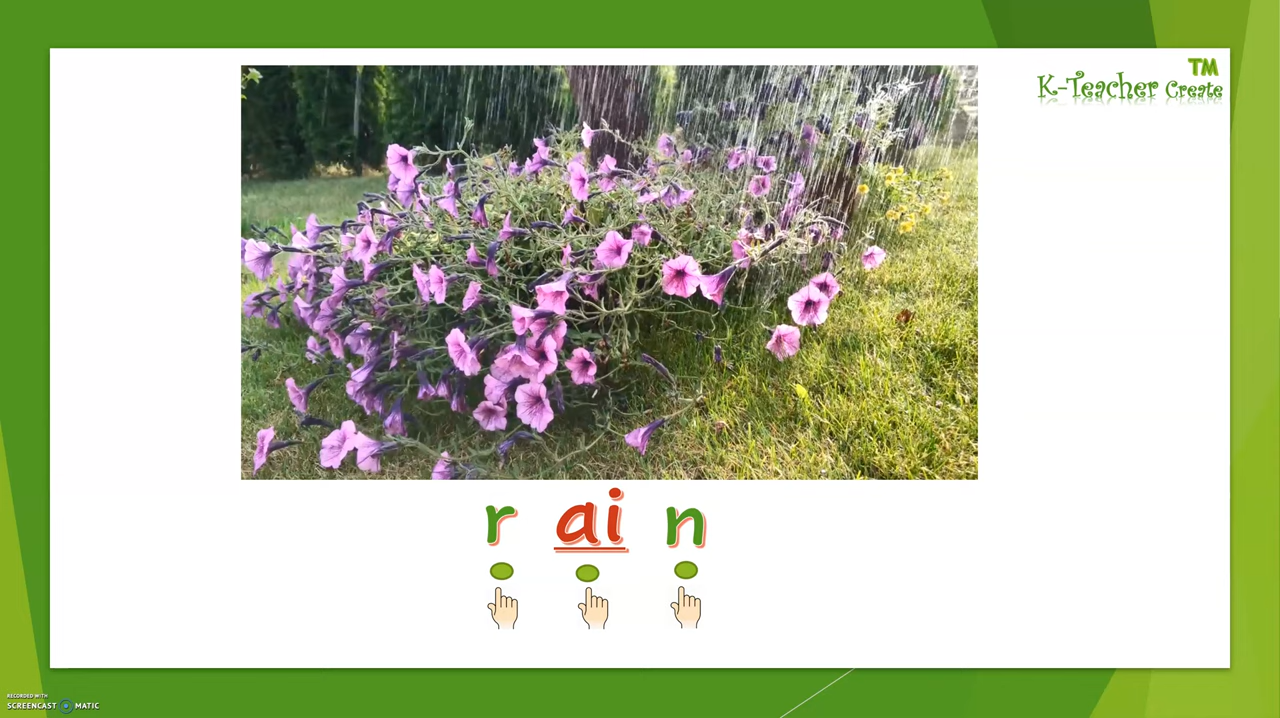 TM
K-Teacher Create
r ai n
RECORDED WITH
SCREENCAST MATIC